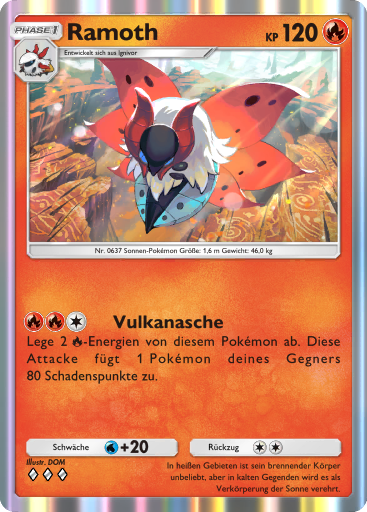 PHASE 1
Ramoth
KP 120
Entwickelt sich aus Ignivor
Nr. 0637 Sonnen-Pokémon Größe: 1,6 m Gewicht: 46,0 kg
Vulkanasche
Lege 2 -Energien von diesem Pokémon ab. Diese
Attacke fügt 1 Pokémon deines Gegners
80 Schadenspunkte zu.
Schwäche +20
Rückzug
Illustr. DOM
In heißen Gebieten ist sein brennender Körper
unbeliebt, aber in kalten Gegenden wird es als
Verkörperung der Sonne verehrt.